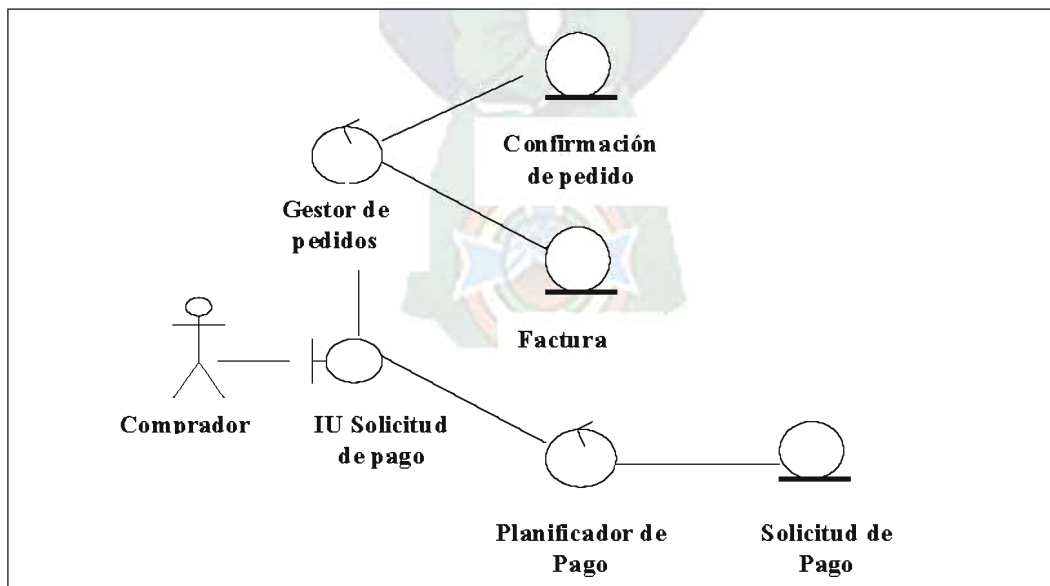 Confirmación
de pedido
Gestor de
pedidos
Factura
Comprador
IU Solicitud
de pago
Planificador de
Pago
Solicitud de
Pago